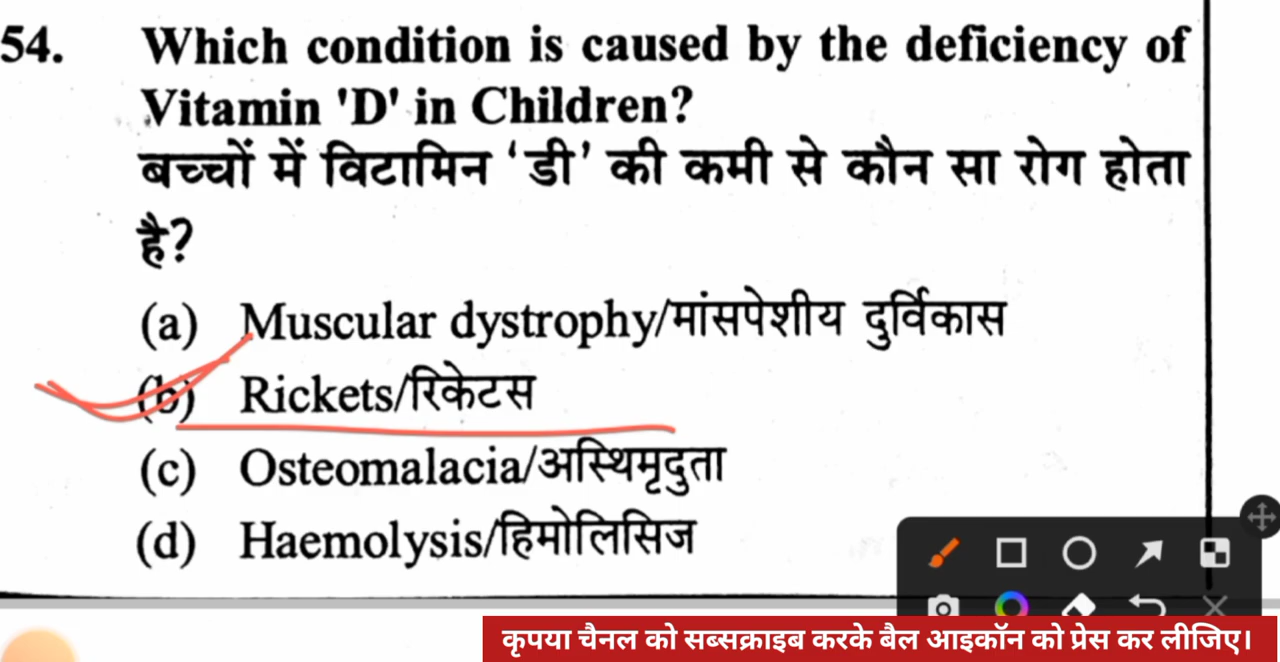 54. Which condition is caused by the deficiency of
Vitamin 'D' in Children?
बच्चों में विटामिन ‘डी’ की कमी से कौन सा रोग होता
है?
(a) Muscular dystrophy/मांसपेशीय दुर्विकास
(b) Rickets/रिकेटस
(c) Osteomalacia/अस्थिमृदुता
(d) Haemolysis/हिमोलिसिज
कृपया चैनल को सब्सक्राइब करके बैल आइकॉन को प्रेस कर लीजिए।